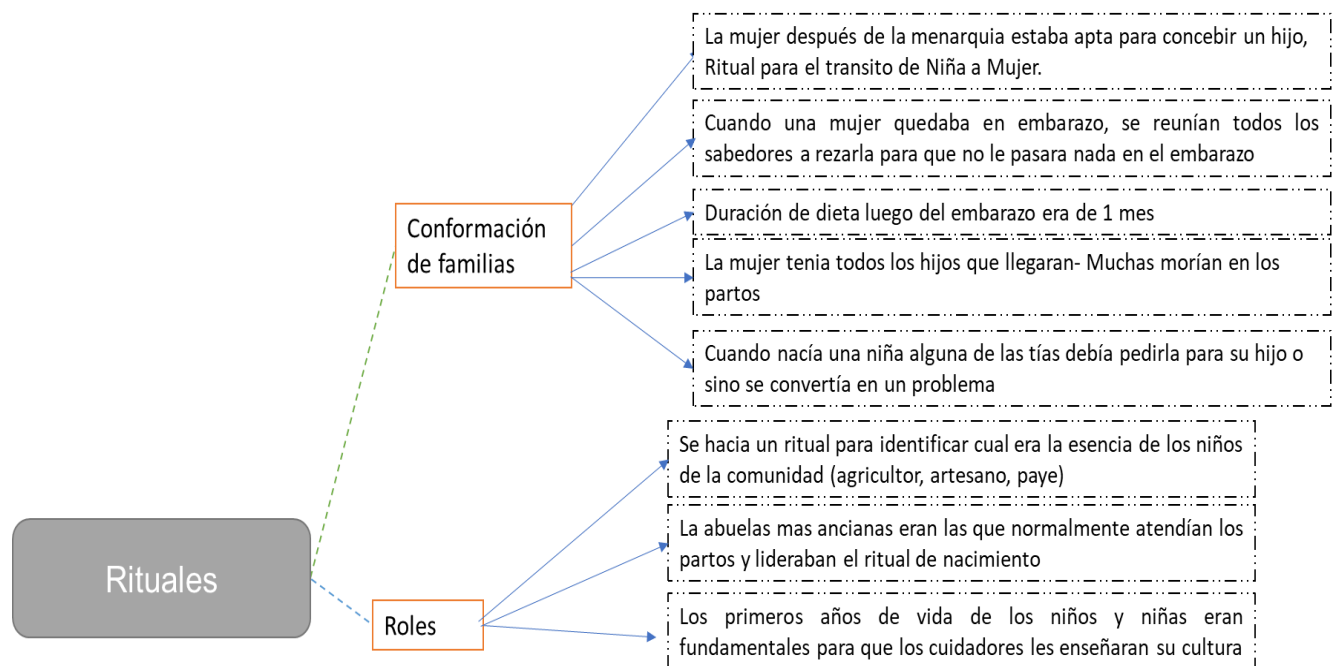 La mujer después de la menarquia estaba apta para concebir un hijo,
Ritual para el transito de Niña a Mujer.
Cuando una mujer quedaba en embarazo, se reunían todos los
sabedores a rezarla para que no le pasara nada en el embarazo
Duración de dieta luego del embarazo era de 1 mes
La mujer tenia todos los hijos que llegaran- Muchas morían en los
partos
Cuando nacía una niña alguna de las tías debía pedirla para su hijo o
sino se convertía en un problema
Conformación
de familias
Se hacia un ritual para identificar cual era la esencia de los niños
de la comunidad (agricultor, artesano, paye)
La abuelas mas ancianas eran las que normalmente atendían los
partos y lideraban el ritual de nacimiento
Los primeros años de vida de los niños y niñas eran
fundamentales para que los cuidadores les enseñaran su cultura
Rituales
Roles